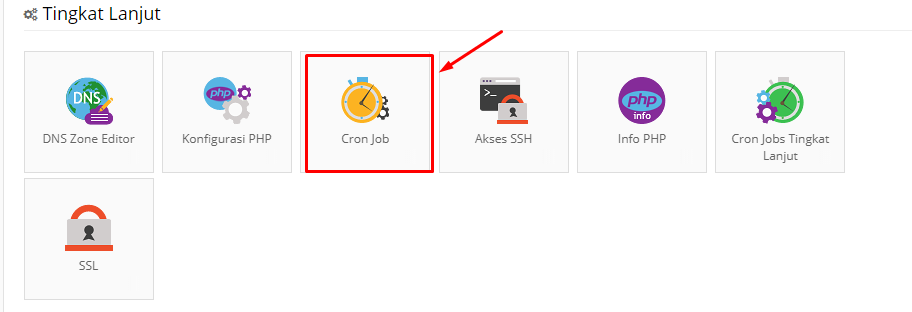 Tingkat Lanjut
DNS
php
php
info
DNS Zone Editor
Konfigurasi PHP
Cron Job
Akses SSH
Info PHP
Cron Jobs Tingkat
Lanjut
SSL